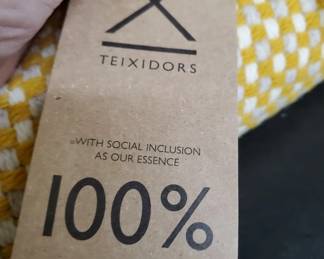 TEIXIDORS
WITH SOCIAL INCLUSION
AS OUR ESSENCE
100%